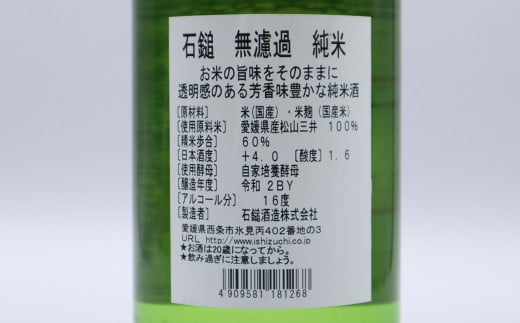 石鎚　無濾過　純米
お米の旨味をそのままに
透明感のある芳香味豊かな純米酒
［原材料］　米（国産）・米麹（国産米）
［使用原料米］　愛媛県産松山三井　100％
［精米歩合］　60％
［日本酒度］　＋4.0　［酸度］1.6
［使用酵母］　自家培養酵母
［醸造年度］　令和 2BY
［アルコール分］　16度
［製造者］　石鎚酒造株式会社
愛媛県西条市氷見丙402番地の3
URL http://www.ishizuchi.co.jp
★お酒は20歳になってから。
★飲み過ぎに注意しましょう。
4 909581 181268